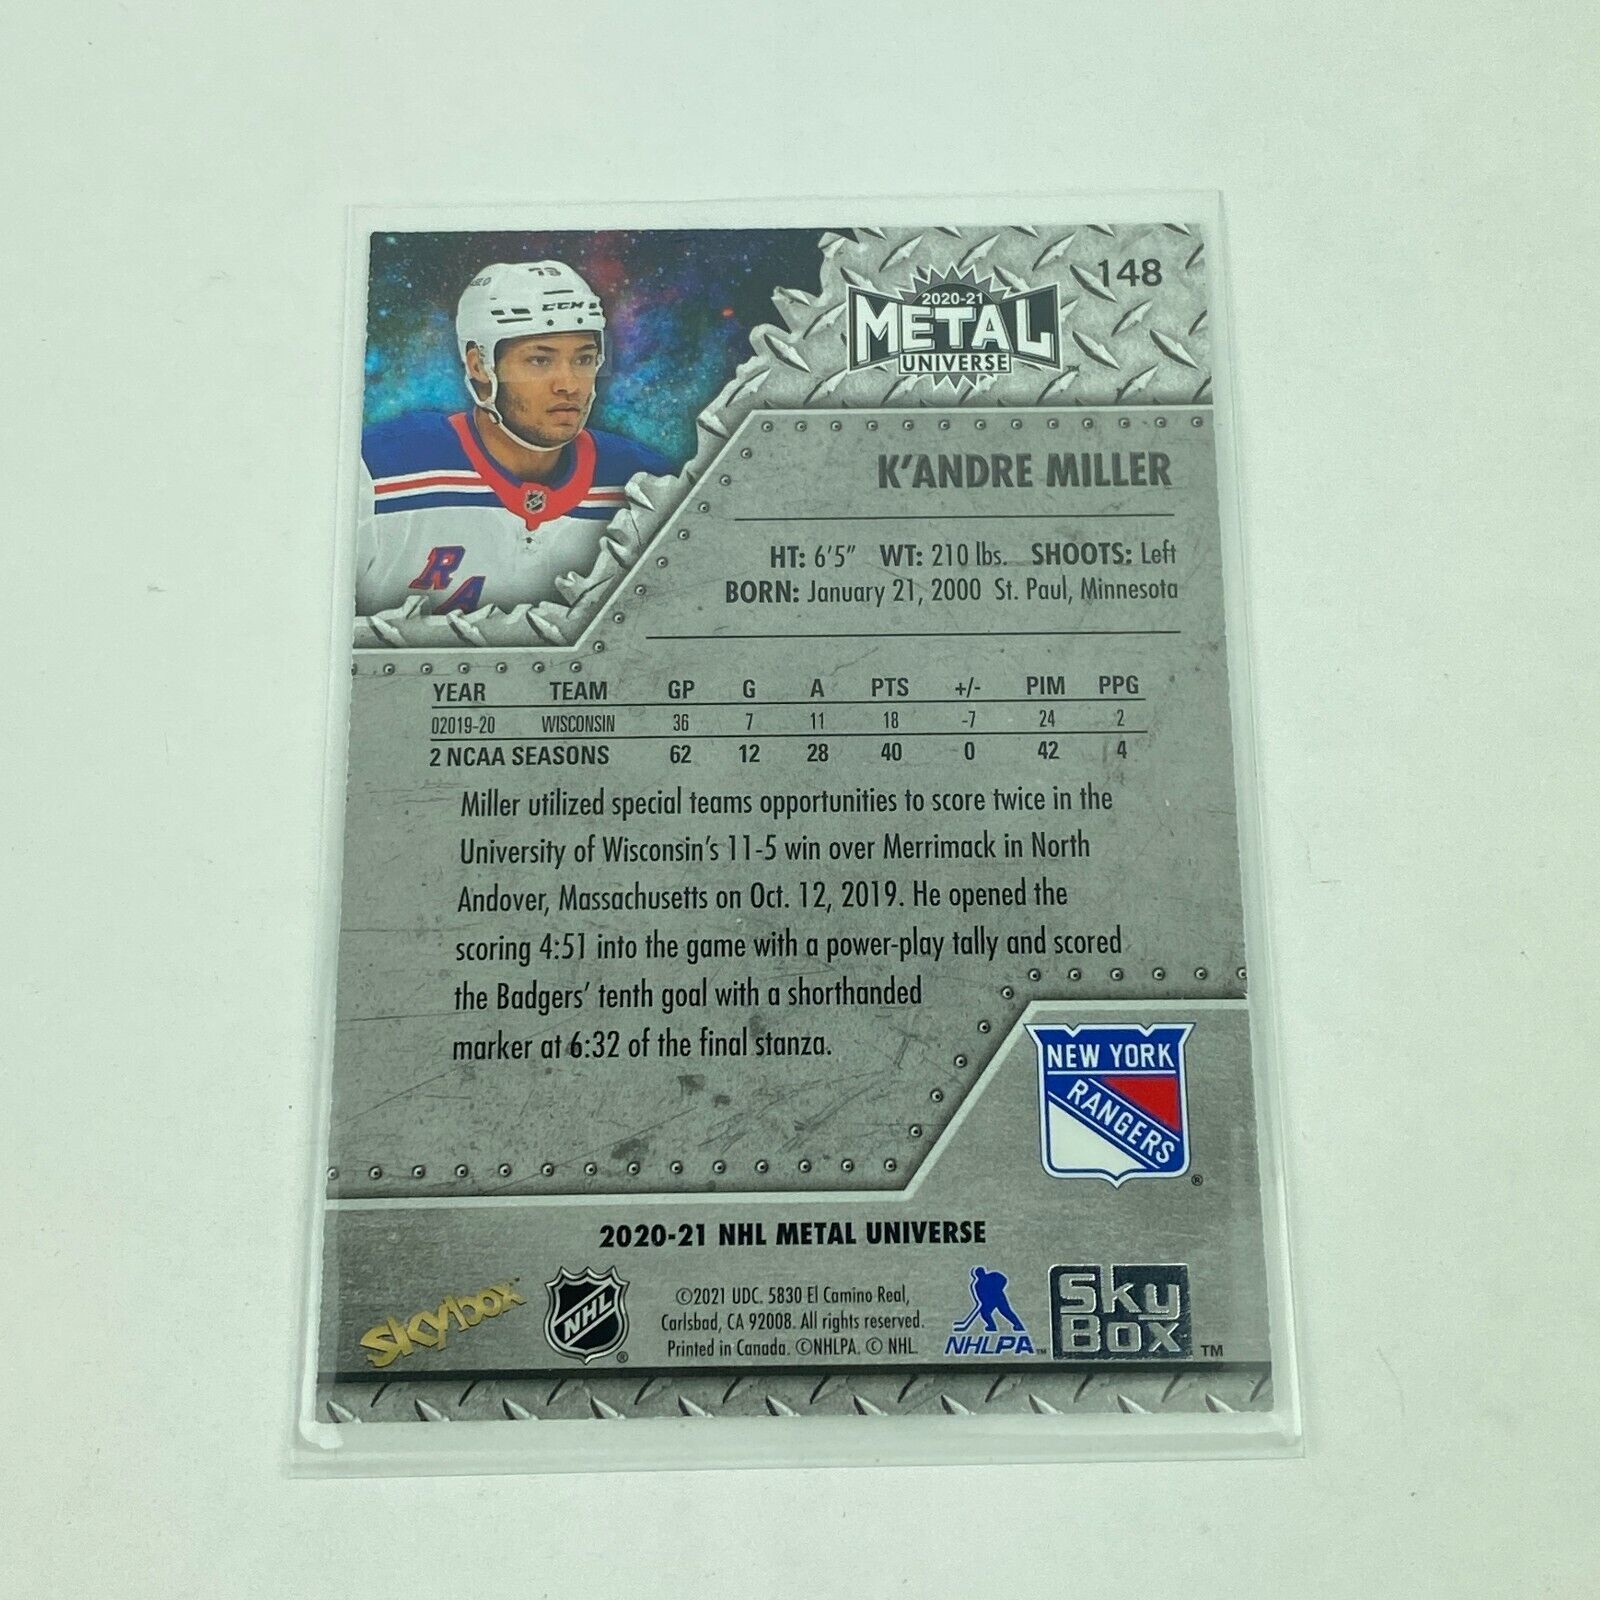 79
CCM
2020-21
METAL
UNIVERSE
TM
148
K'ANDRE MILLER
HT: 6'5" WT: 210 lbs. SHOOTS: Left
BORN: January 21, 2000 St. Paul, Minnesota
RA
YEAR TEAM GP G A PTS +/- PIM PPG
02019-20 WISCONSIN 36 7 11 18 -7 24 2
2 NCAA SEASONS 62 12 28 40 0 42 4
Miller utilized special teams opportunities to score twice in the
University of Wisconsin's 11-5 win over Merrimack in North
Andover, Massachusetts on Oct. 12, 2019. He opened the
scoring 4:51 into the game with a power-play tally and scored
the Badgers' tenth goal with a shorthanded
marker at 6:32 of the final stanza.
NEW YORK
RANGERS
®
2020-21 NHL METAL UNIVERSE
skybox
NHL
®
©2021 UDC. 5830 El Camino Real,
Carlsbad, CA 92008. All rights reserved.
Printed in Canada. ©NHLPA. © NHL.
NHLPA TM
Sky
Box TM